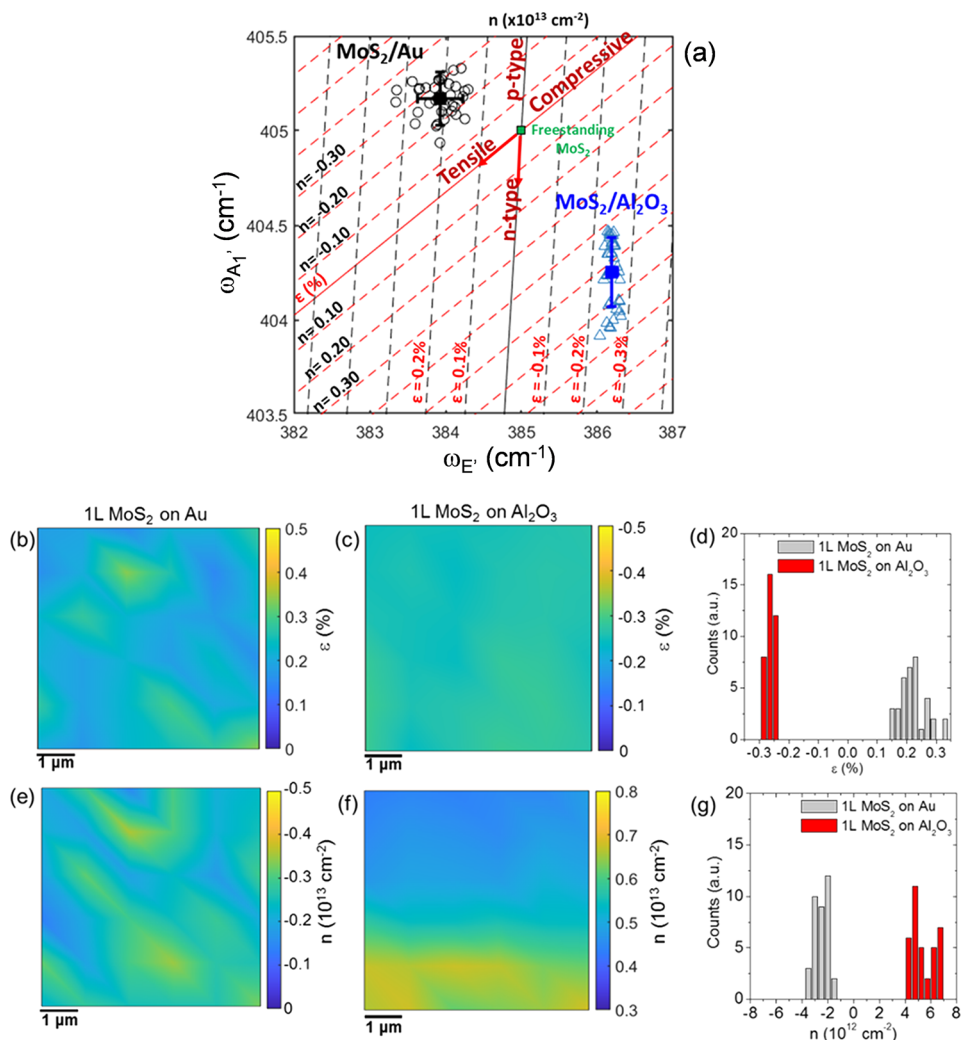 n (x10¹³ cm⁻²)
(a)
405.5
405
404.5
404
403.5
ω_A₁' (cm⁻¹)
MoS₂/Au
p-type
Compressive
Freestanding
MoS₂
Tensile
n-type
MoS₂/Al₂O₃
n= -0.30
n= -0.20
n= -0.10
ε (%)
n= 0.10
n= 0.20
n= 0.30
ε = 0.2%
ε = 0.1%
ε = -0.1%
ε = -0.2%
ε = -0.3%
382 383 384 385 386 387
ω_E' (cm⁻¹)
(b)
1L MoS₂ on Au
0.5
0.4
0.3
0.2
0.1
0
ε (%)
1 µm
(c)
1L MoS₂ on Al₂O₃
-0.5
-0.4
-0.3
-0.2
-0.1
0
ε (%)
1 µm
(d)
1L MoS₂ on Au
1L MoS₂ on Al₂O₃
20
15
10
5
0
Counts (a.u.)
-0.3 -0.2 -0.1 0.0 0.1 0.2 0.3
ε (%)
(e)
-0.5
-0.4
-0.3
-0.2
-0.1
0
n (10¹³ cm⁻²)
1 µm
(f)
0.8
0.7
0.6
0.5
0.4
0.3
n (10¹³ cm⁻²)
1 µm
(g)
1L MoS₂ on Au
1L MoS₂ on Al₂O₃
20
15
10
5
0
Counts (a.u.)
-8 -6 -4 -2 0 2 4 6 8
n (10¹² cm⁻²)